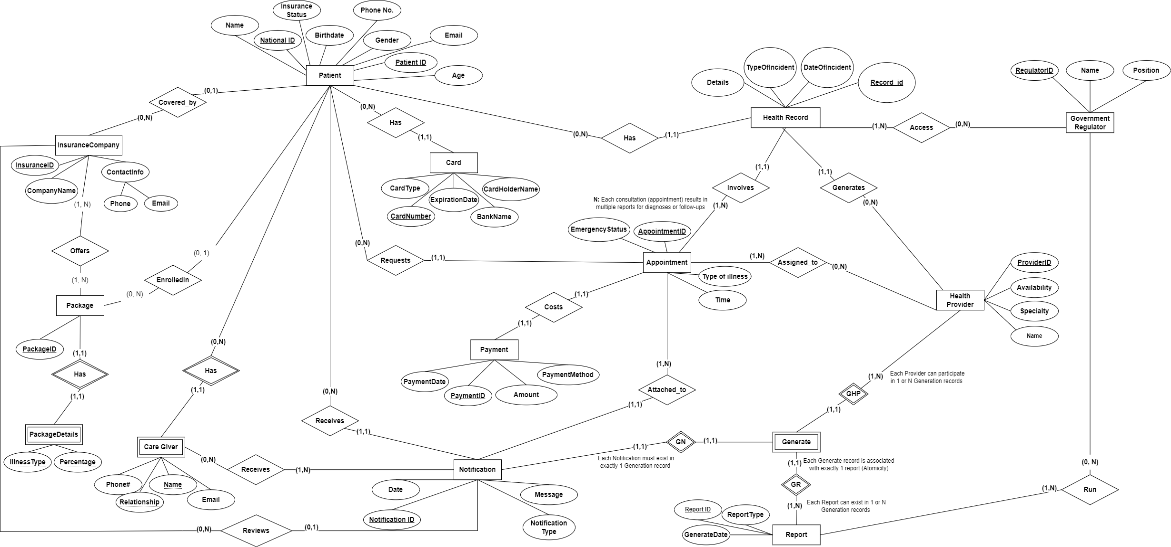 Insurance
Status
Phone No.
Name
National ID
Birthdate
Gender
Email
Patient ID
Age
Patient
(0,1)
Covered by
(0,N)
InsuranceCompany
InsuranceID
ContactInfo
CompanyName
Phone
Email
(1, N)
Offers
(1, N)
Package
PackageID
(1,1)
Has
(1,1)
PackageDetails
illnessType
Percentage
(0, 1)
EnrolledIn
(0, N)
(0,N)
Has
(1,1)
Card
CardType
CardHolderName
ExpirationDate
CardNumber
BankName
(0,N)
Has
(1,1)
TypeOfIncident
DateOfIncident
Details
Record_id
Health Record
(1,N)
Access
(0,N)
RegulatorID
Name
Position
Government
Regulator
(1,1)
Involves
(1,N)
(1,1)
Generates
(0,N)
N: Each consultation (appointment) results in
multiple reports for diagnoses or follow-ups
EmergencyStatus
AppointmentID
Appointment
Type of illness
Time
(0,N)
Requests
(1,1)
(1,N)
Assigned to
(0,N)
ProviderID
Availability
Specialty
Name
Health
Provider
(1,1)
Costs
(1,1)
Payment
PaymentDate
PaymentMethod
PaymentID
Amount
(0,N)
Has
(1,1)
Care Giver
Phone#
Name
Relationship
Email
(0,N)
Receives
(1,N)
(0,N)
Receives
(1,1)
(1,N)
Attached_to
(1,1)
Notification
Date
Message
Notification ID
Notification
Type
(0,N)
Reviews
(0,1)
(1,N)
Each Provider can participate
in 1 or N Generation records
GHP
(1,1)
Generate
(1,1)
GN
(1,1)
Each Notification must exist in
exactly 1 Generation record
(1,1)
Each Generate record is associated
with exactly 1 report (Atomicity)
GR
(1,N)
Each Report can exist in 1 or N
Generation records
Report ID
ReportType
GenerateDate
Report
(0, N)
Run
(1,N)